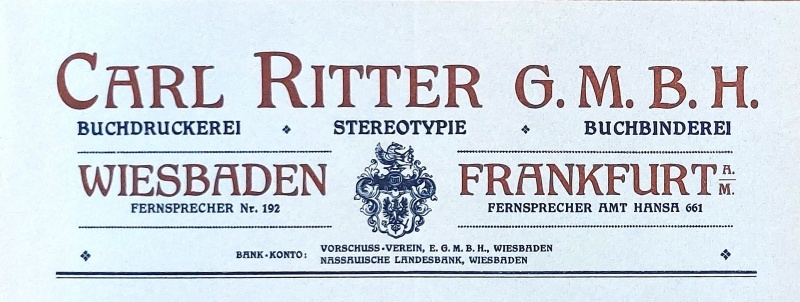 CARL RITTER G. M. B. H.
BUCHDRUCKEREI STEREOTYPIE BUCHBINDEREI
WIESBADEN FRANKFURT A. M.
FERNSPRECHER Nr. 192 FERNSPRECHER AMT HANSA 661
BANK-KONTO: VORSCHUSS-VEREIN, E. G. M. B. H., WIESBADEN
NASSAUISCHE LANDESBANK, WIESBADEN